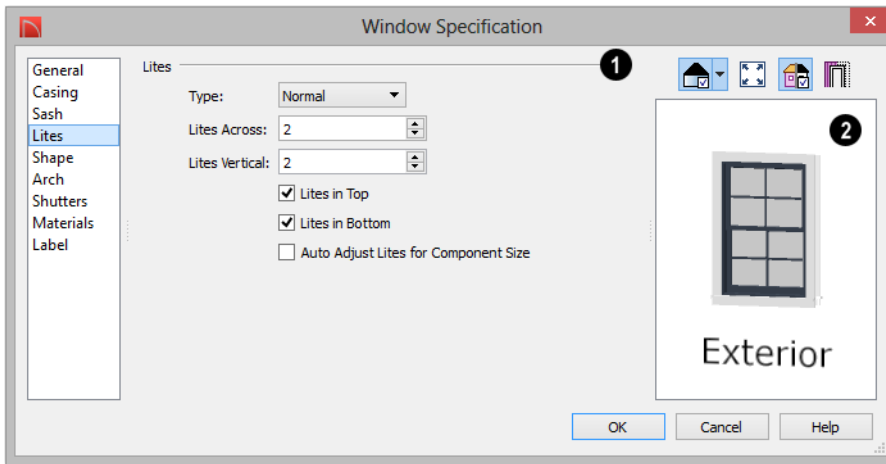 Window Specification
General
Casing
Sash
Lites
Shape
Arch
Shutters
Materials
Label
Lites
1
Type: Normal
Lites Across: 2
Lites Vertical: 2
Lites in Top
Lites in Bottom
Auto Adjust Lites for Component Size
2
Exterior
OK Cancel Help